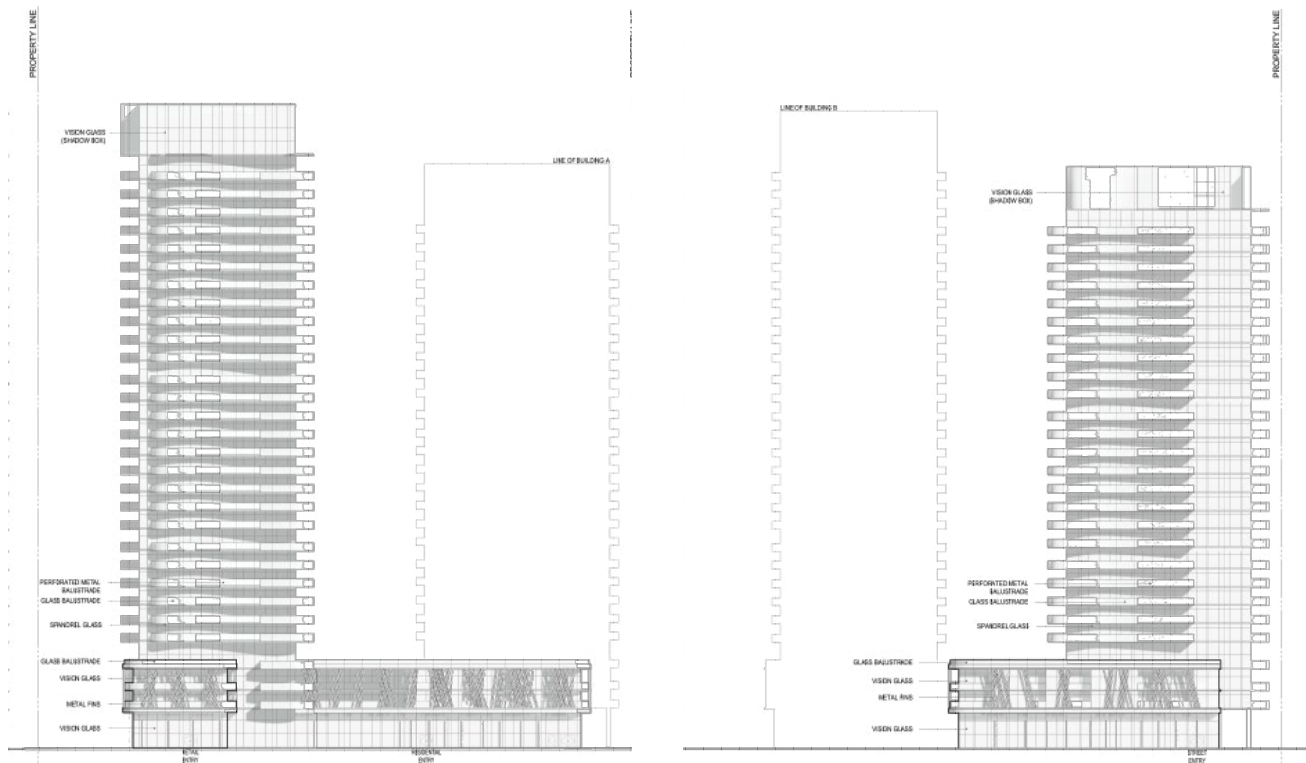 PROPERTY LINE
VISION GLASS
(SHADOW BOX)
LINE OF BUILDING A
PERFORATED METAL
BALUSTRADE
GLASS BALUSTRADE
SPANDREL GLASS
GLASS BALUSTRADE
VISION GLASS
METAL FINS
VISION GLASS
RETAIL
ENTRY
RESIDENTIAL
ENTRY
PROPERTY LINE
LINE OF BUILDING B
PROPERTY LINE
VISION GLASS
(SHADOW BOX)
PERFORATED METAL
BALUSTRADE
GLASS BALUSTRADE
SPANDREL GLASS
GLASS BALUSTRADE
VISION GLASS
METAL FINS
VISION GLASS
STREET
ENTRY